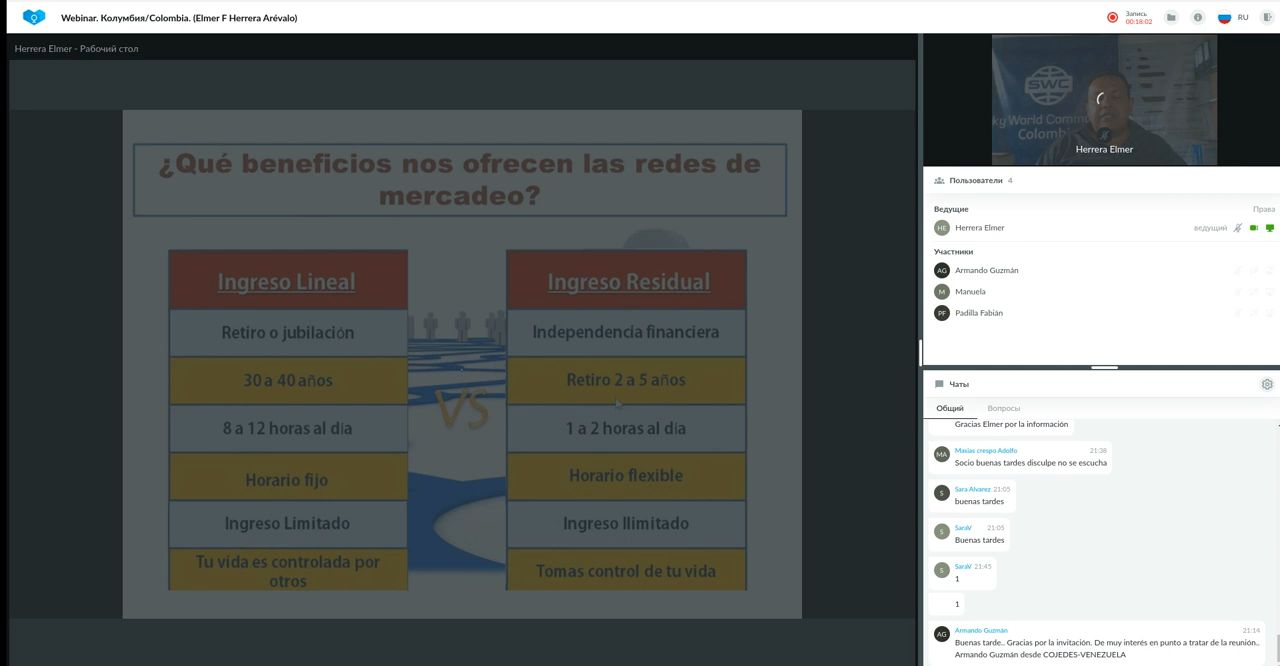 Webinar. Колумбия/Colombia. (Elmer F Herrera Arévalo)
Запись
00:18:02
RU
Herrera Elmer - Рабочий стол
¿Qué beneficios nos ofrecen las redes de
mercadeo?
Ingreso Lineal
Retiro o jubilación
30 a 40 años
8 a 12 horas al día
Horario fijo
Ingreso Limitado
Tu vida es controlada por
otros
VS
Ingreso Residual
Independencia financiera
Retiro 2 a 5 años
1 a 2 horas al día
Horario flexible
Ingreso Ilimitado
Tomas control de tu vida
SWC
ky World Comm
Colomb
Herrera Elmer
Пользователи 4
Ведущие Права
HE Herrera Elmer ведущий
Участники
AG Armando Guzmán
M Manuela
PF Padilla Fabián
Чаты
Общий Вопросы
Gracias Elmer por la información
MA Masias crespo Adolfo 21:38
Socio buenas tardes disculpe no se escucha
S Sara Alvarez 21:05
buenas tardes
S SaraV 21:05
Buenas tardes
S SaraV 21:45
1
1
AG Armando Guzmán 21:14
Buenas tarde.. Gracias por la invitación. De muy interés en punto a tratar de la reunión..
Armando Guzmán desde COJEDES-VENEZUELA